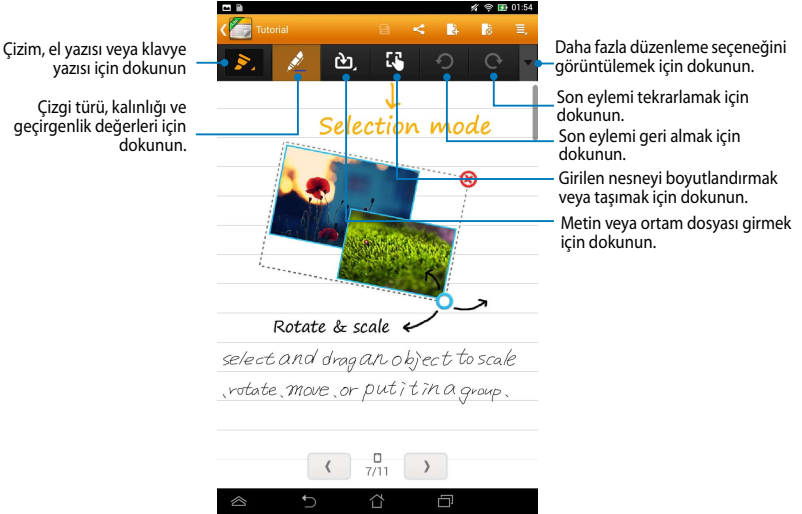 01:54
Tutorial
Çizim, el yazısı veya klavye
yazısı için dokunun
Çizgi türü, kalınlığı ve
geçirgenlik değerleri için
dokunun.
Daha fazla düzenleme seçeneğini
görüntülemek için dokunun.
Son eylemi tekrarlamak için
dokunun.
Son eylemi geri almak için
dokunun.
Girilen nesneyi boyutlandırmak
veya taşımak için dokunun.
Metin veya ortam dosyası girmek
için dokunun.
Selection mode
Rotate & scale
select and drag an object to scale
、rotate、move、or put it in a group、
7/11